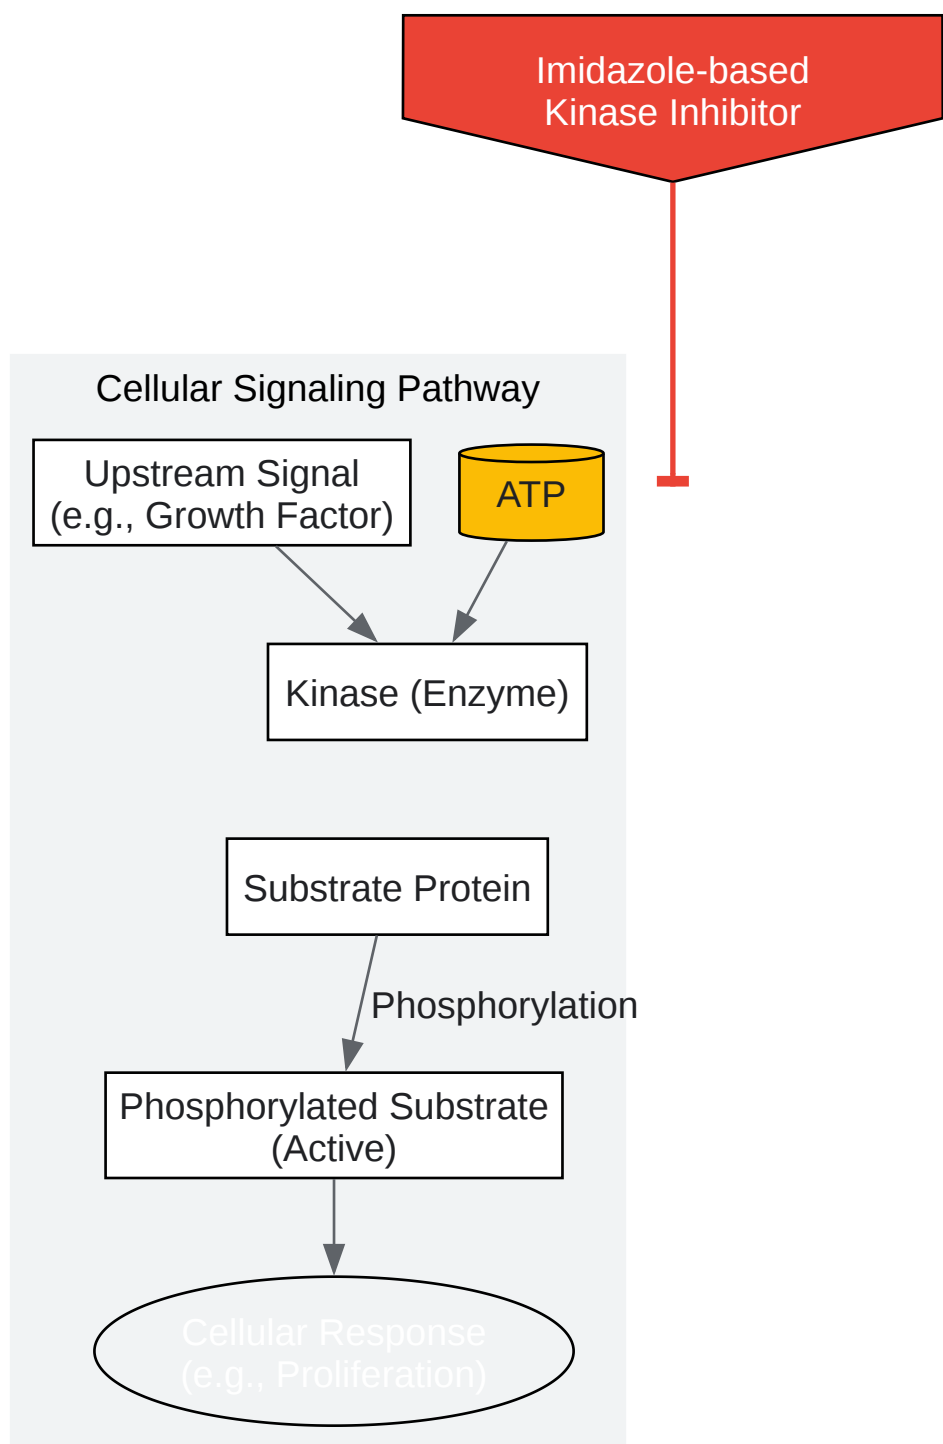 Imidazole-based
Kinase Inhibitor
Cellular Signaling Pathway
Upstream Signal
(e.g., Growth Factor)
ATP
Kinase (Enzyme)
Substrate Protein
Phosphorylation
Phosphorylated Substrate
(Active)
Cellular Response
(e.g., Proliferation)